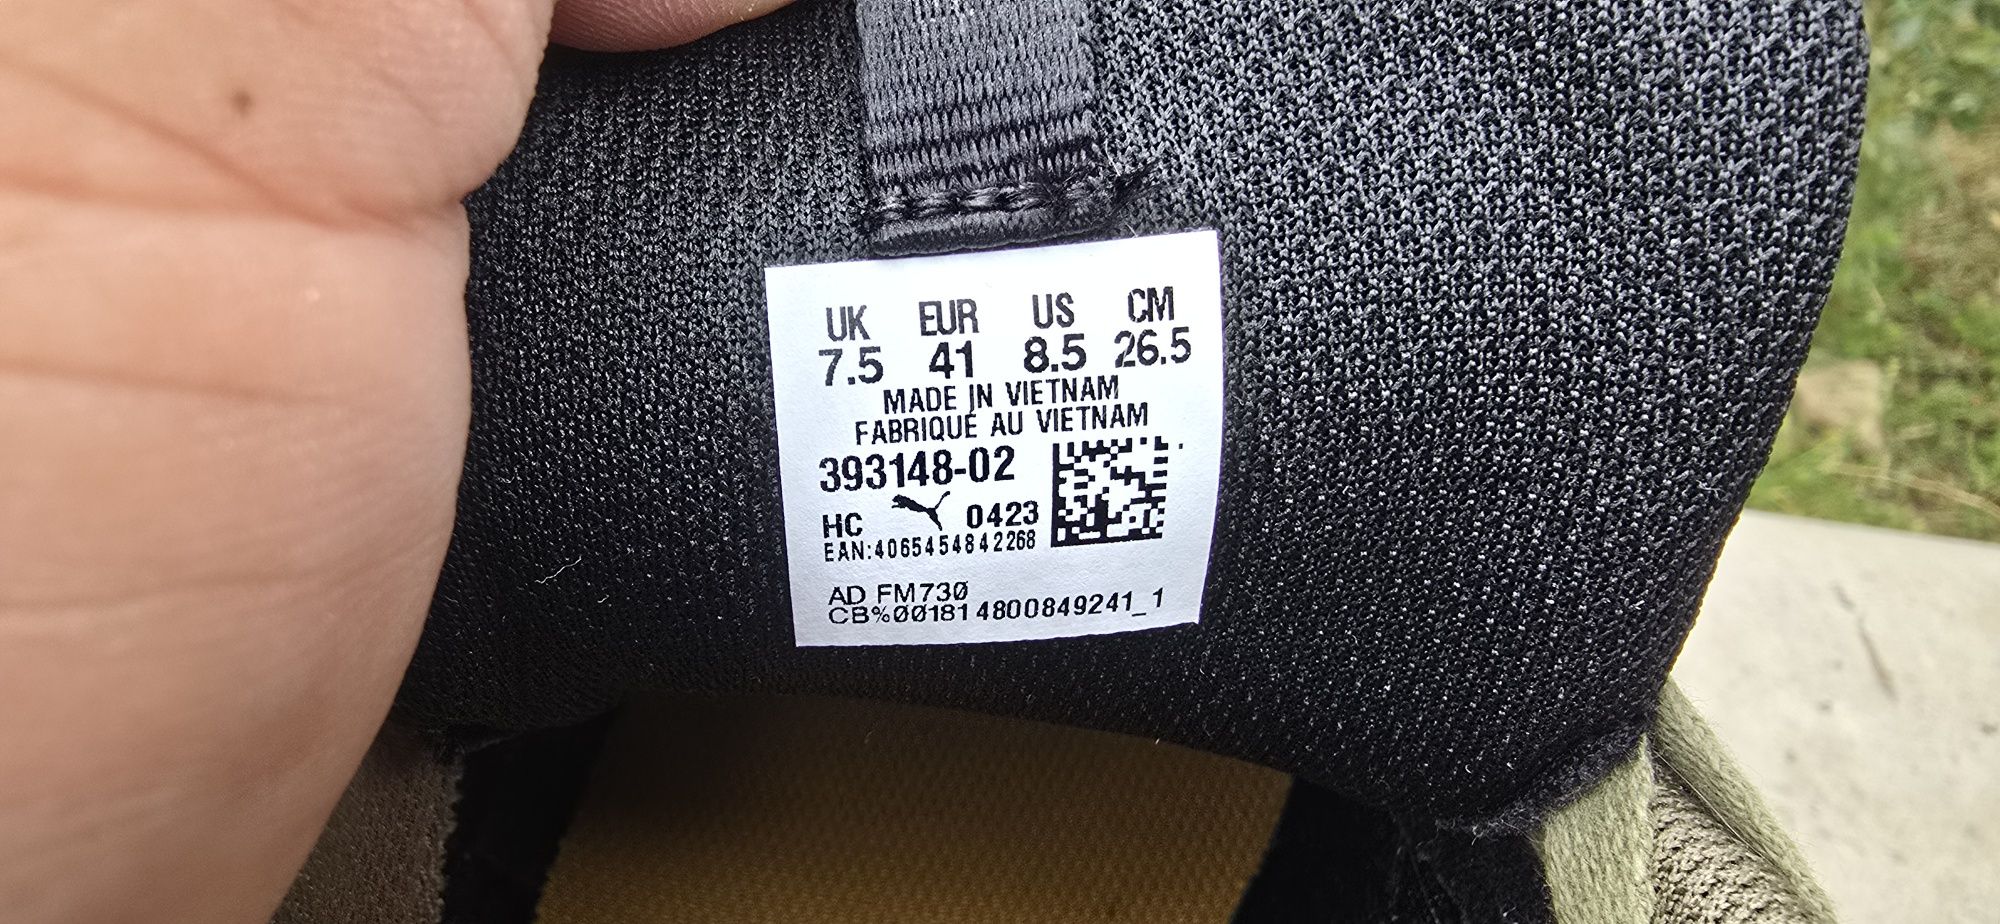 UK EUR US CM
7.5 41 8.5 26.5
MADE IN VIETNAM
FABRIQUÉ AU VIETNAM
393148-02
HC 0423
EAN:4065454842268
AD FM730
CB%001814800849241_1